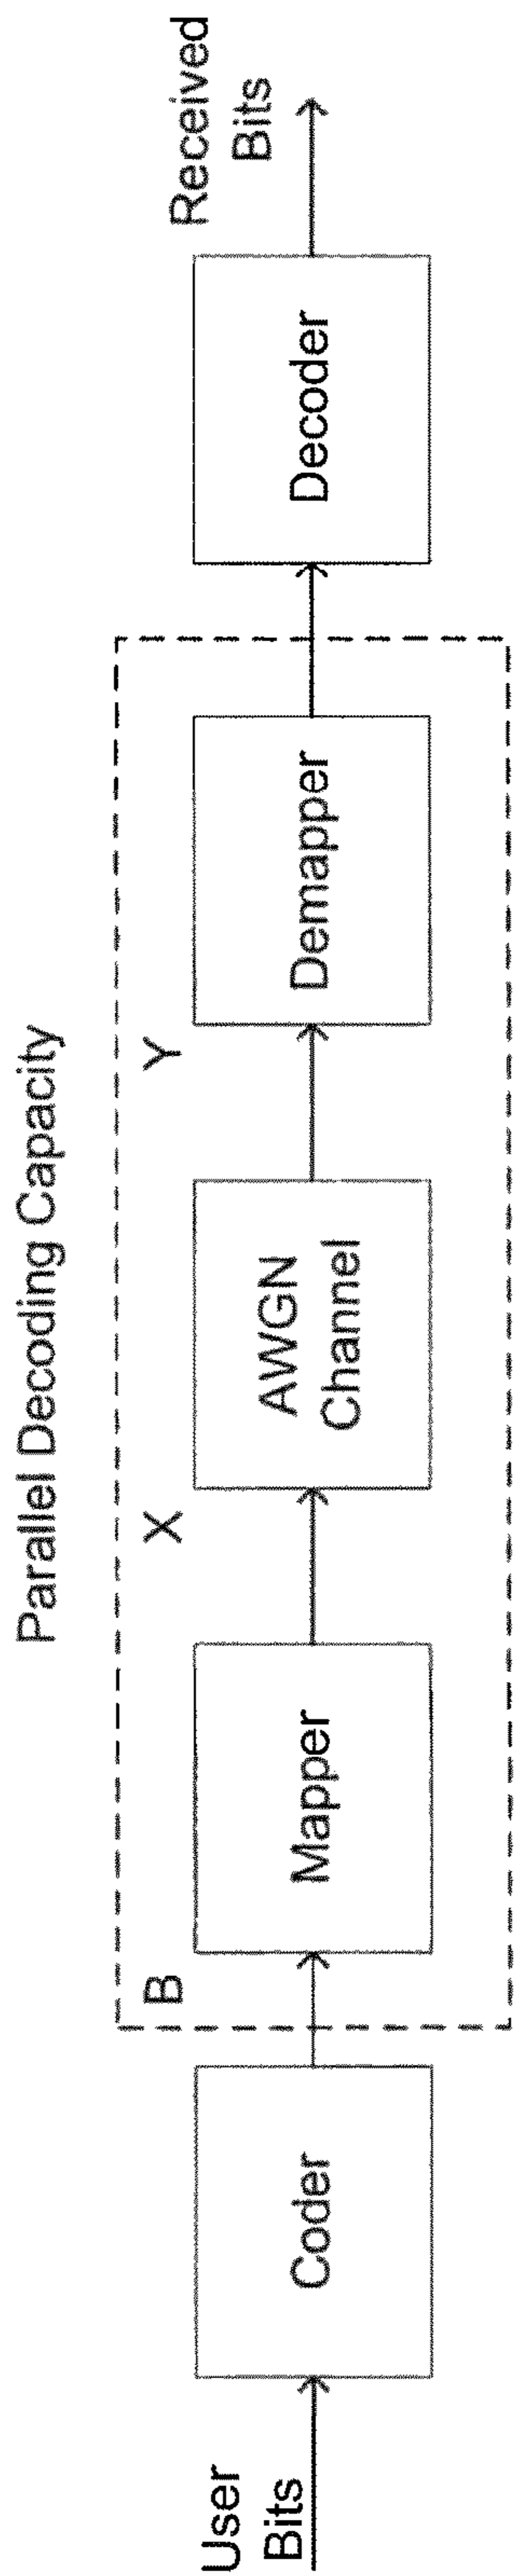 Parallel Decoding Capacity
User
Bits
Coder
B
Mapper
X
AWGN
Channel
Y
Demapper
Decoder
Received
Bits